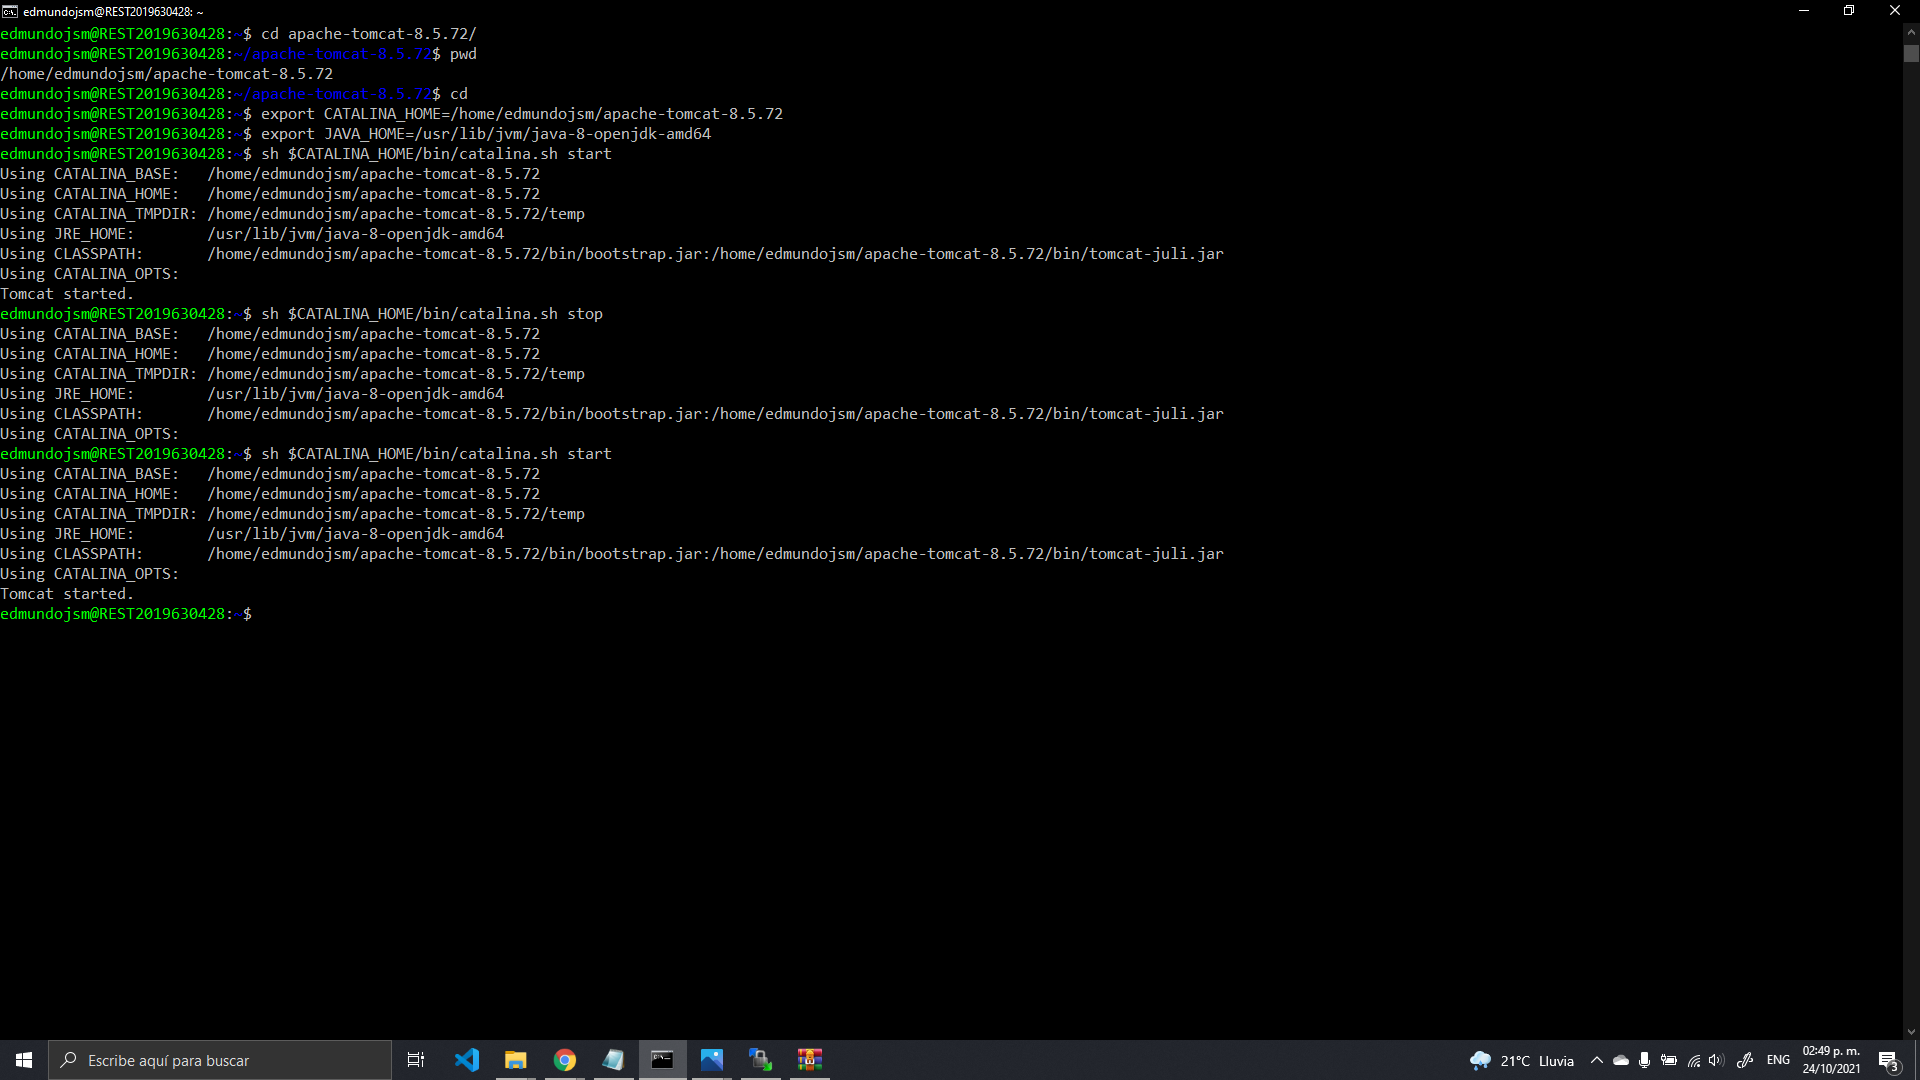 edmundojsm@REST2019630428: ~
edmundojsm@REST2019630428:~$ cd apache-tomcat-8.5.72/
edmundojsm@REST2019630428:~/apache-tomcat-8.5.72$ pwd
/home/edmundojsm/apache-tomcat-8.5.72
edmundojsm@REST2019630428:~/apache-tomcat-8.5.72$ cd
edmundojsm@REST2019630428:~$ export CATALINA_HOME=/home/edmundojsm/apache-tomcat-8.5.72
edmundojsm@REST2019630428:~$ export JAVA_HOME=/usr/lib/jvm/java-8-openjdk-amd64
edmundojsm@REST2019630428:~$ sh $CATALINA_HOME/bin/catalina.sh start
Using CATALINA_BASE:   /home/edmundojsm/apache-tomcat-8.5.72
Using CATALINA_HOME:   /home/edmundojsm/apache-tomcat-8.5.72
Using CATALINA_TMPDIR: /home/edmundojsm/apache-tomcat-8.5.72/temp
Using JRE_HOME:        /usr/lib/jvm/java-8-openjdk-amd64
Using CLASSPATH:       /home/edmundojsm/apache-tomcat-8.5.72/bin/bootstrap.jar:/home/edmundojsm/apache-tomcat-8.5.72/bin/tomcat-juli.jar
Using CATALINA_OPTS:
Tomcat started.
edmundojsm@REST2019630428:~$ sh $CATALINA_HOME/bin/catalina.sh stop
Using CATALINA_BASE:   /home/edmundojsm/apache-tomcat-8.5.72
Using CATALINA_HOME:   /home/edmundojsm/apache-tomcat-8.5.72
Using CATALINA_TMPDIR: /home/edmundojsm/apache-tomcat-8.5.72/temp
Using JRE_HOME:        /usr/lib/jvm/java-8-openjdk-amd64
Using CLASSPATH:       /home/edmundojsm/apache-tomcat-8.5.72/bin/bootstrap.jar:/home/edmundojsm/apache-tomcat-8.5.72/bin/tomcat-juli.jar
Using CATALINA_OPTS:
edmundojsm@REST2019630428:~$ sh $CATALINA_HOME/bin/catalina.sh start
Using CATALINA_BASE:   /home/edmundojsm/apache-tomcat-8.5.72
Using CATALINA_HOME:   /home/edmundojsm/apache-tomcat-8.5.72
Using CATALINA_TMPDIR: /home/edmundojsm/apache-tomcat-8.5.72/temp
Using JRE_HOME:        /usr/lib/jvm/java-8-openjdk-amd64
Using CLASSPATH:       /home/edmundojsm/apache-tomcat-8.5.72/bin/bootstrap.jar:/home/edmundojsm/apache-tomcat-8.5.72/bin/tomcat-juli.jar
Using CATALINA_OPTS:
Tomcat started.
edmundojsm@REST2019630428:~$
Escribe aquí para buscar
21°C Lluvia
ENG
02:49 p. m.
24/10/2021
3